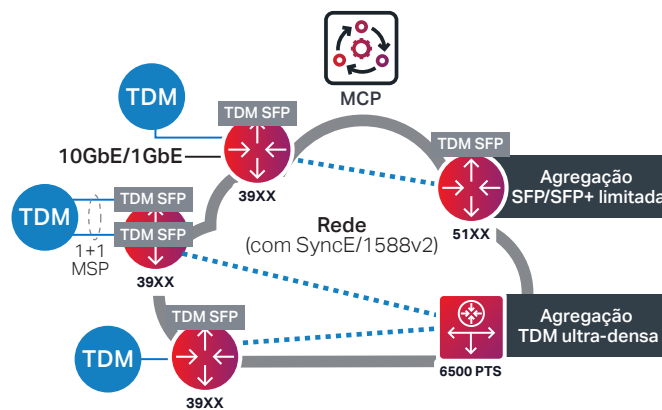 MCP
TDM
TDM SFP
10GbE/1GbE
39XX
TDM SFP
51XX
Agregação
SFP/SFP+ limitada
TDM
TDM SFP
TDM SFP
1+1
MSP
39XX
Rede
(com SyncE/1588v2)
TDM
TDM SFP
39XX
6500 PTS
Agregação
TDM ultra-densa